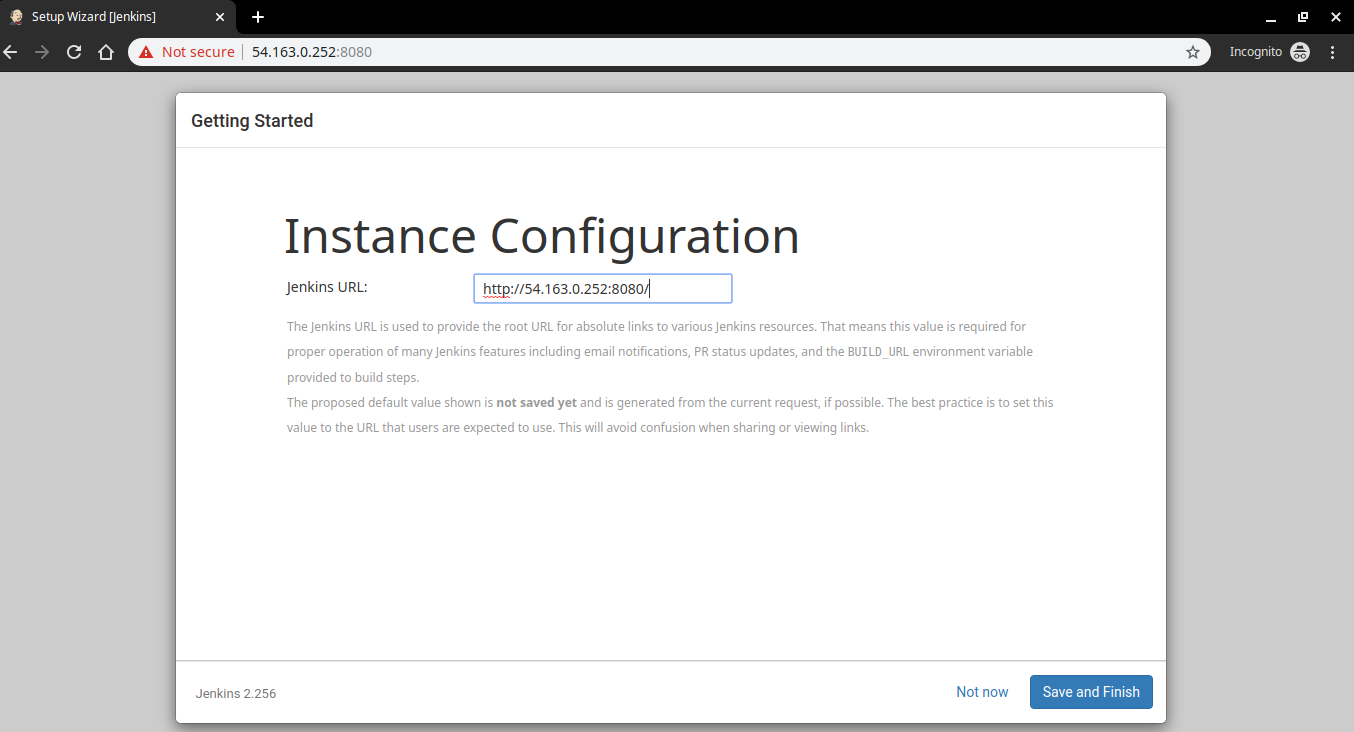 Setup Wizard [Jenkins]
Not secure 54.163.0.252:8080
Incognito
Getting Started
Instance Configuration
Jenkins URL: http://54.163.0.252:8080/
The Jenkins URL is used to provide the root URL for absolute links to various Jenkins resources. That means this value is required for
proper operation of many Jenkins features including email notifications, PR status updates, and the BUILD_URL environment variable
provided to build steps.
The proposed default value shown is not saved yet and is generated from the current request, if possible. The best practice is to set this
value to the URL that users are expected to use. This will avoid confusion when sharing or viewing links.
Jenkins 2.256
Not now
Save and Finish